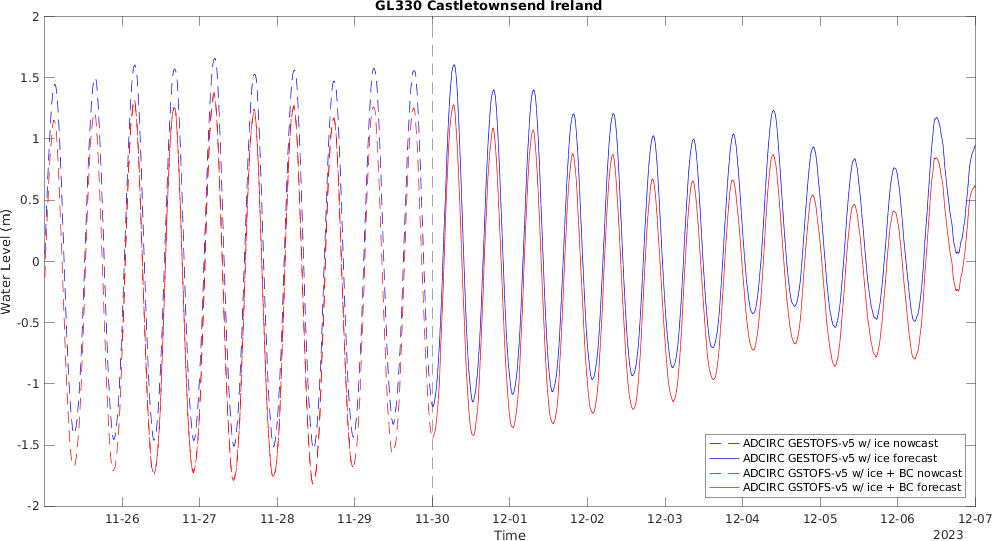 GL330 Castletownsend Ireland
2
1.5
1
0.5
0
-0.5
-1
-1.5
-2
Water Level (m)
ADCIRC GESTOFS-v5 w/ ice nowcast
ADCIRC GESTOFS-v5 w/ ice forecast
ADCIRC GSTOFS-v5 w/ ice + BC nowcast
ADCIRC GSTOFS-v5 w/ ice + BC forecast
11-26 11-27 11-28 11-29 11-30 12-01 12-02 12-03 12-04 12-05 12-06 12-07
Time
2023